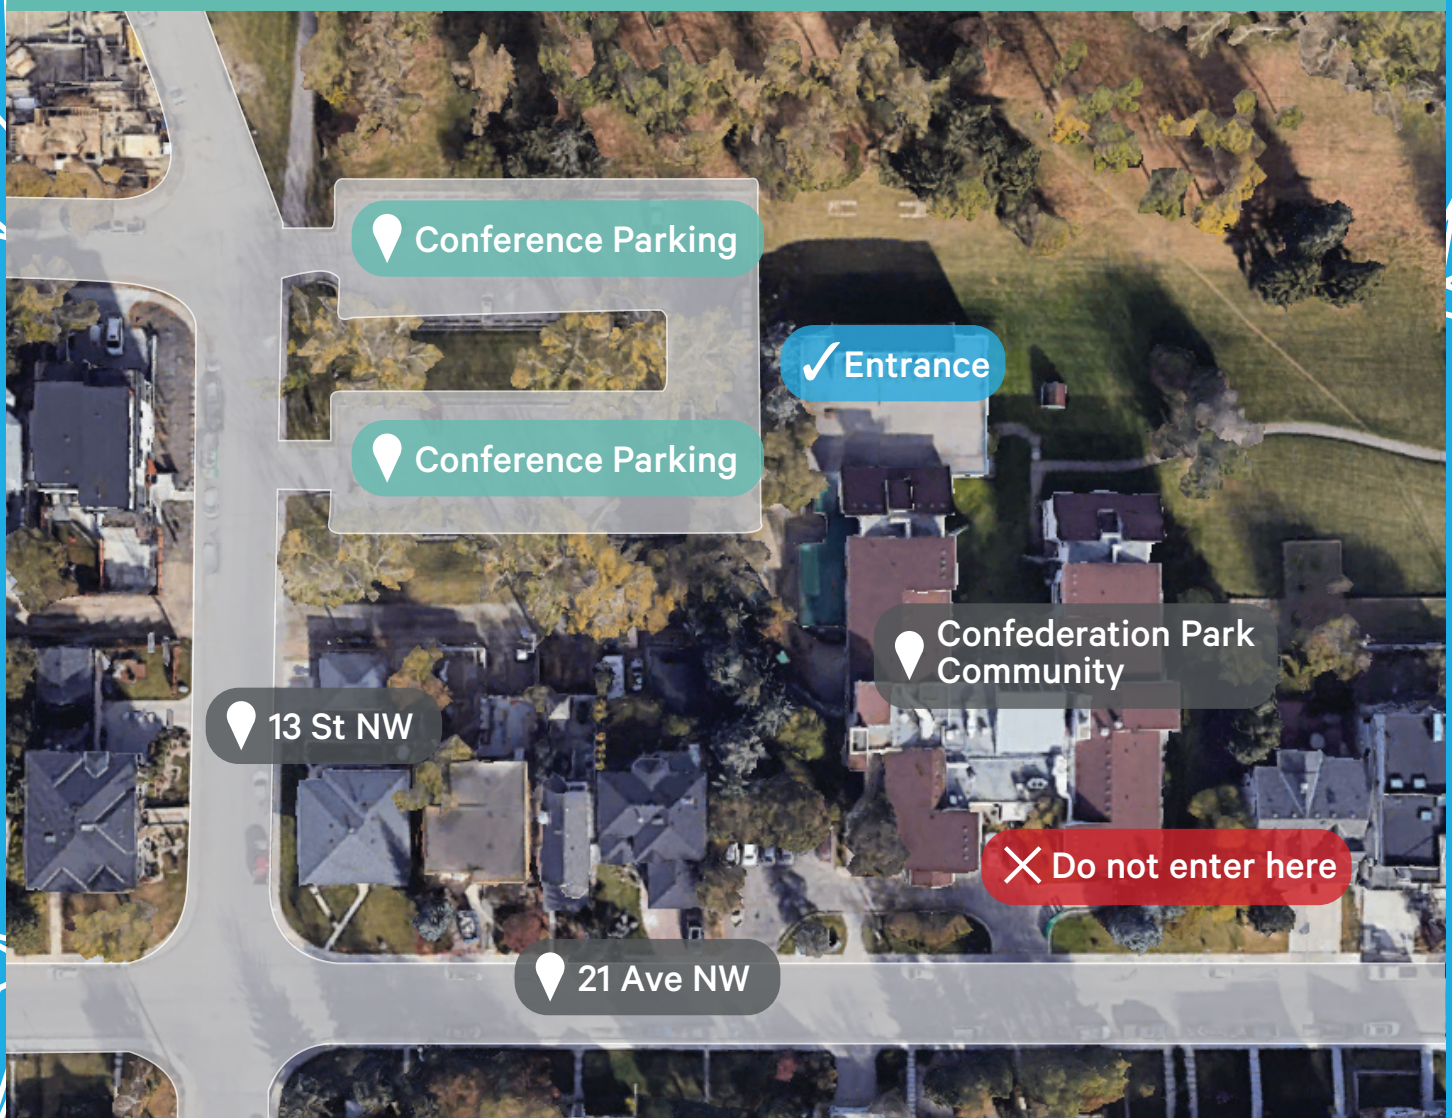 Conference Parking
Entrance
Conference Parking
Confederation Park
Community
13 St NW
Do not enter here
21 Ave NW